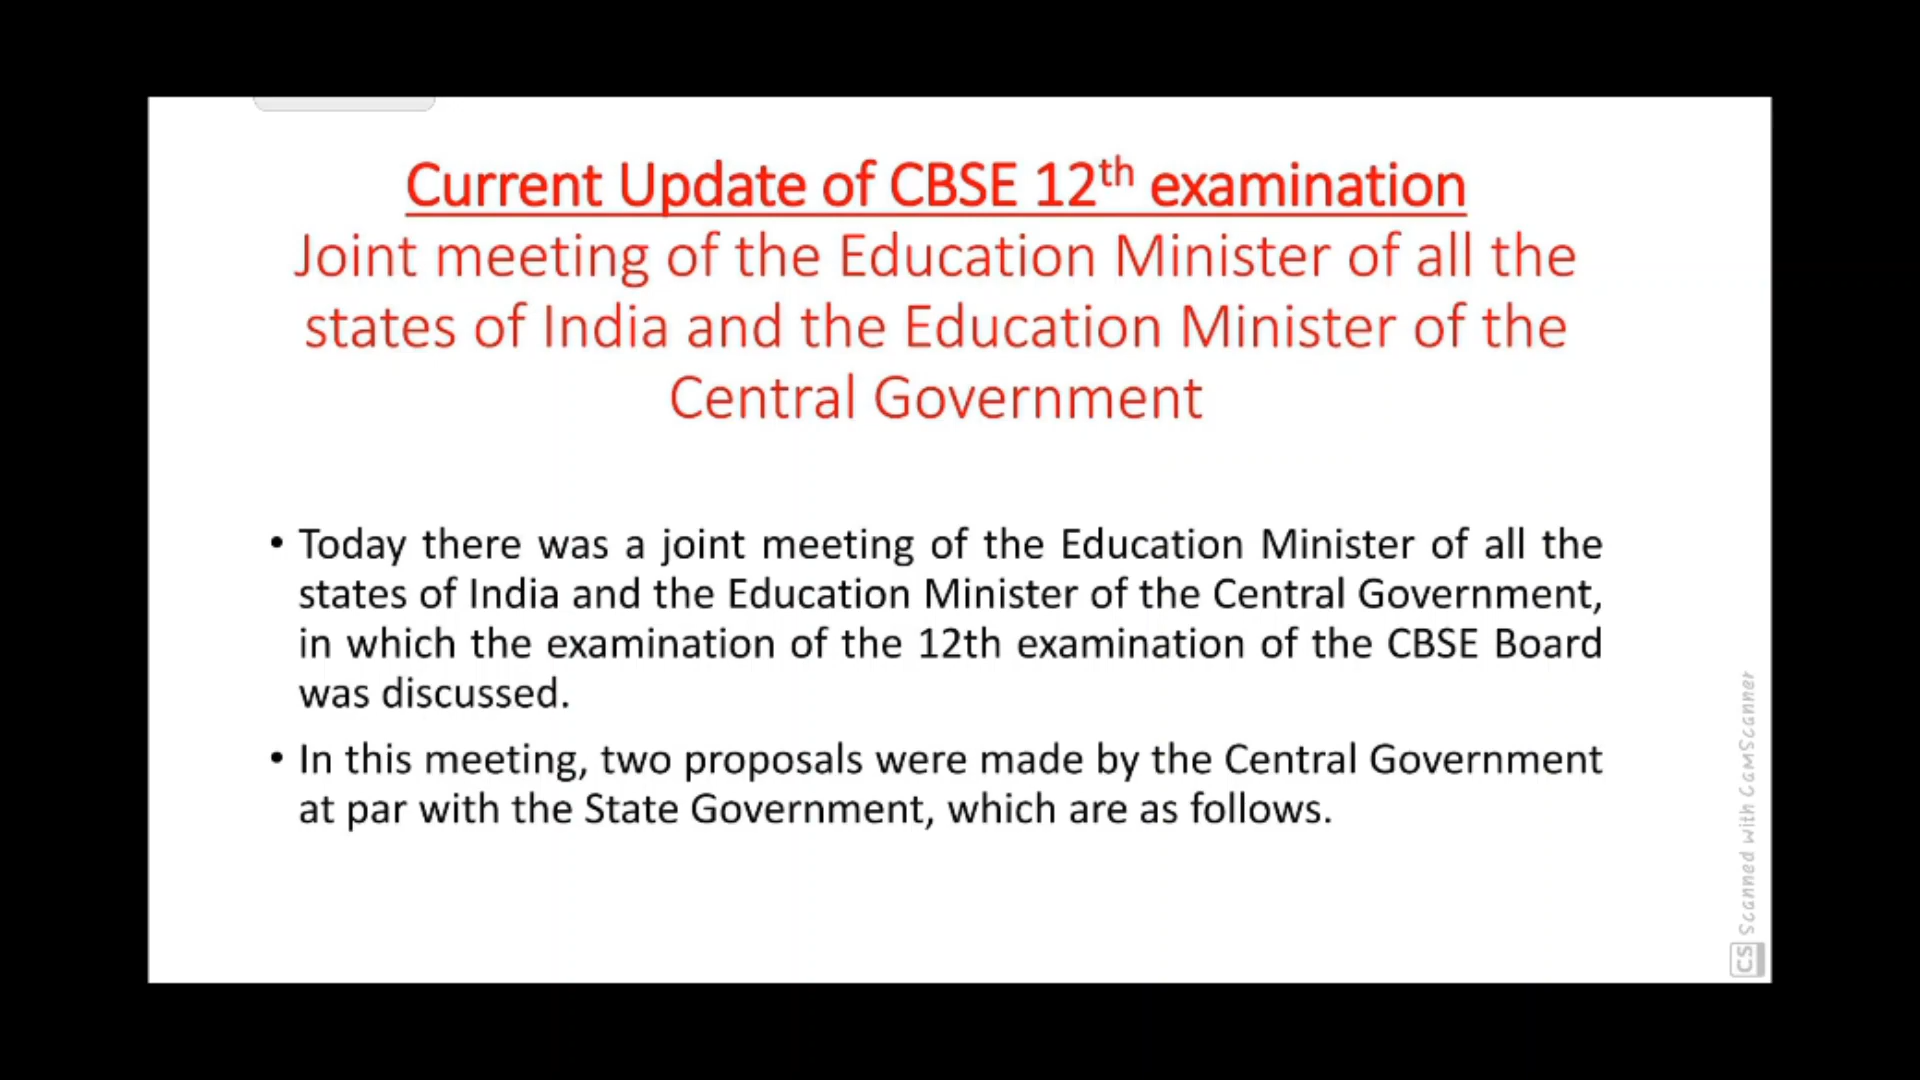 Current Update of CBSE 12th examination
Joint meeting of the Education Minister of all the
states of India and the Education Minister of the
Central Government
• Today there was a joint meeting of the Education Minister of all the
states of India and the Education Minister of the Central Government,
in which the examination of the 12th examination of the CBSE Board
was discussed.
• In this meeting, two proposals were made by the Central Government
at par with the State Government, which are as follows.
CS Scanned with CamScanner